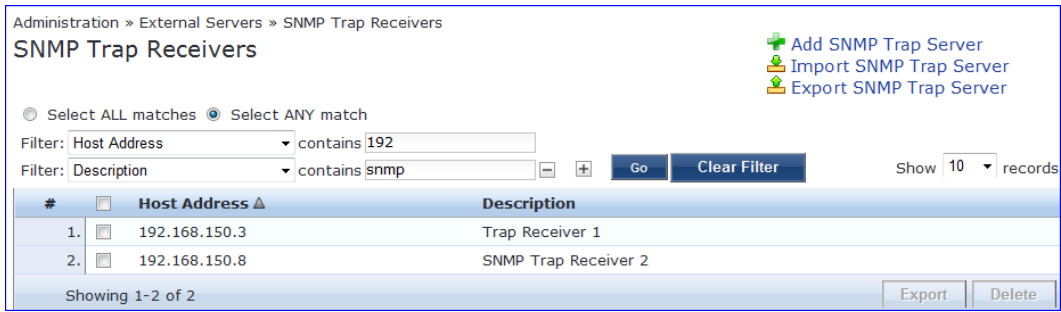 Administration » External Servers » SNMP Trap Receivers
SNMP Trap Receivers
Add SNMP Trap Server
Import SNMP Trap Server
Export SNMP Trap Server
Select ALL matches Select ANY match
Filter: Host Address contains 192
Filter: Description contains snmp Go Clear Filter Show 10 records
# Host Address Description
1. 192.168.150.3 Trap Receiver 1
2. 192.168.150.8 SNMP Trap Receiver 2
Showing 1-2 of 2 Export Delete